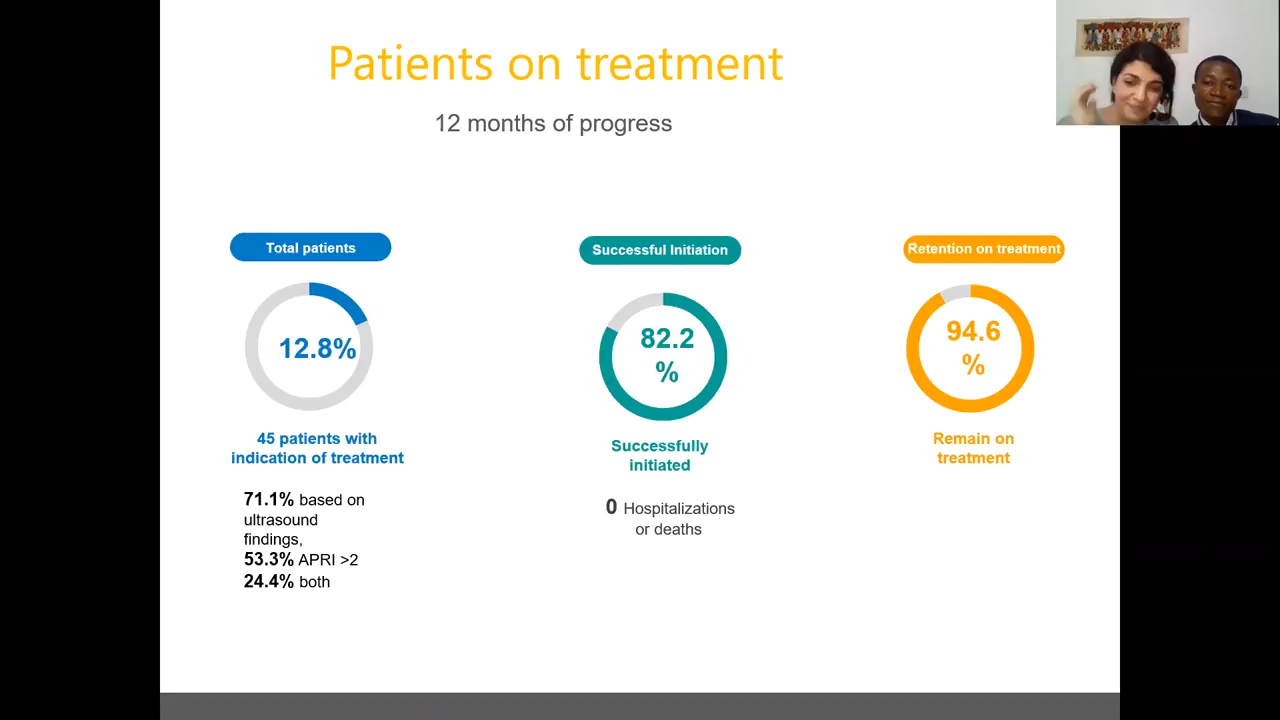 Patients on treatment
12 months of progress
Total patients
12.8%
45 patients with
indication of treatment
71.1% based on
ultrasound
findings,
53.3% APRI >2
24.4% both
Successful Initiation
82.2
%
Successfully
initiated
0 Hospitalizations
or deaths
Retention on treatment
94.6
%
Remain on
treatment